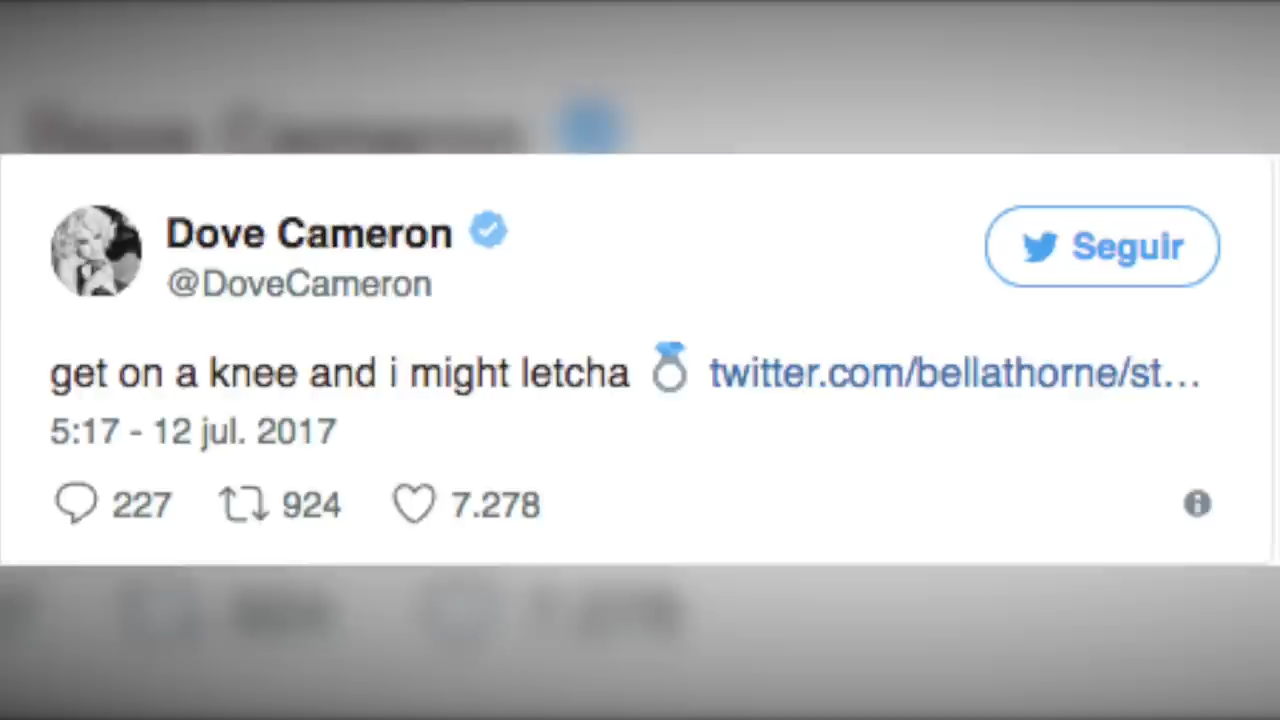 Dove Cameron
@DoveCameron
Seguir
get on a knee and i might letcha 💍 twitter.com/bellathorne/st…
5:17 - 12 jul. 2017
227 924 7.278